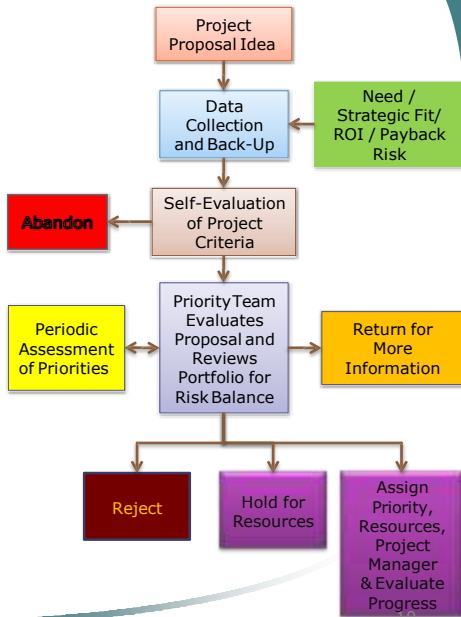 Project
Proposal Idea
Data
Collection
and Back-Up
Need /
Strategic Fit/
ROI / Payback
Risk
Abandon
Self-Evaluation
of Project
Criteria
Periodic
Assessment
of Priorities
Priority Team
Evaluates
Proposal and
Reviews
Portfolio for
Risk Balance
Return for
More
Information
Reject
Hold for
Resources
Assign
Priority,
Resources,
Project
Manager
& Evaluate
Progress